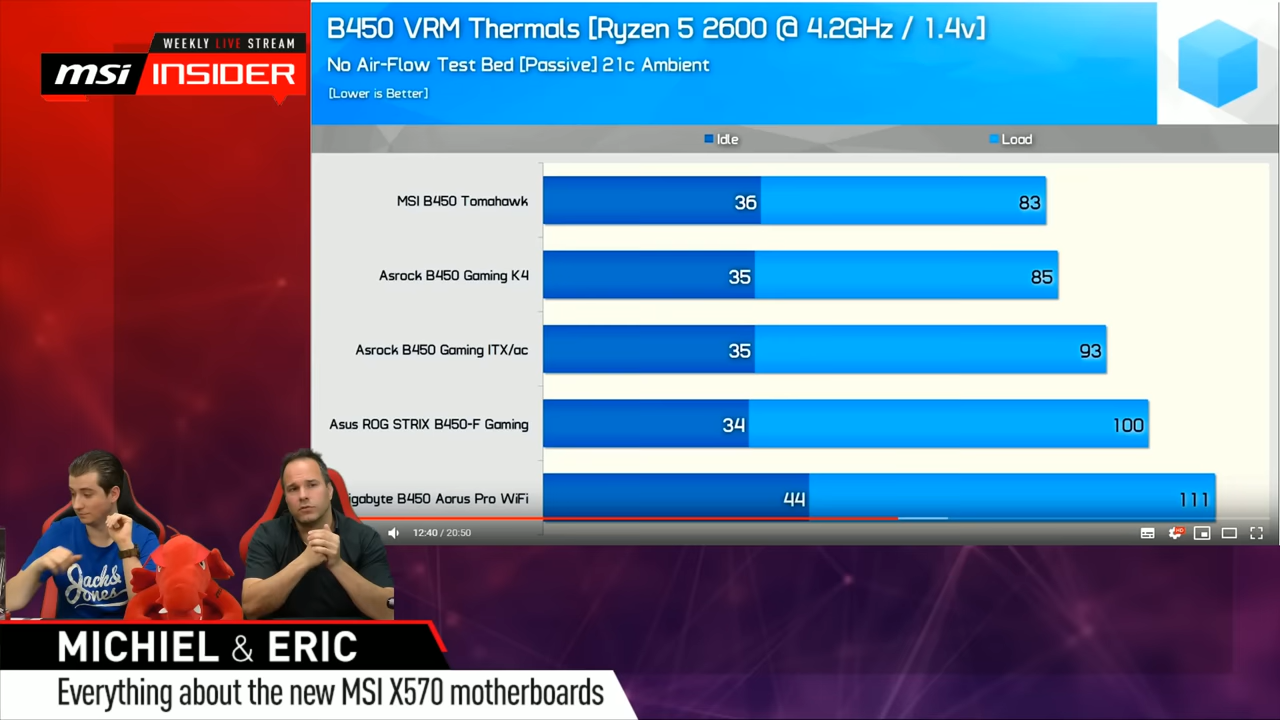 WEEKLY LIVE STREAM
msi INSIDER
B450 VRM Thermals [Ryzen 5 2600 @ 4.2GHz / 1.4v]
No Air-Flow Test Bed [Passive] 21c Ambient
[Lower is Better]
Idle Load
MSI B450 Tomahawk 36 83
Asrock B450 Gaming K4 35 85
Asrock B450 Gaming ITX/ac 35 93
Asus ROG STRIX B450-F Gaming 34 100
igabyte B450 Aorus Pro WiFi 44 111
12:40 / 20:50
HD
Jack &
Jones
MICHIEL & ERIC
Everything about the new MSI X570 motherboards